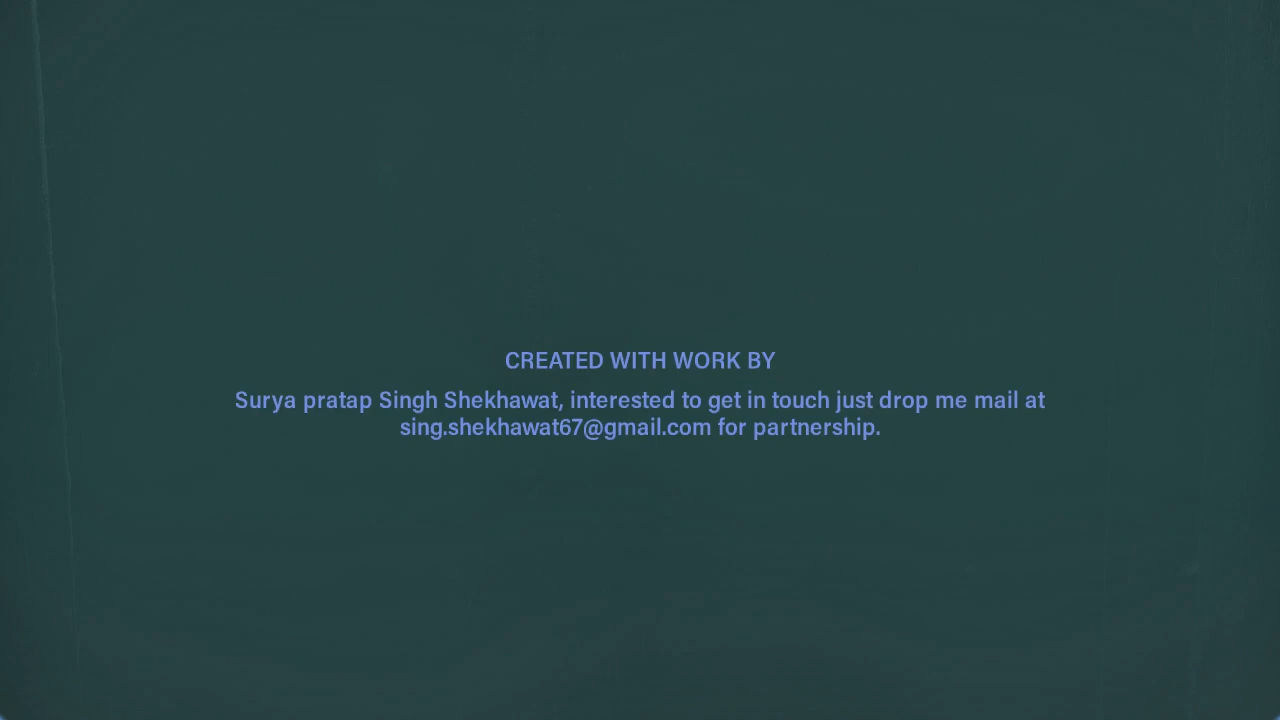 CREATED WITH WORK BY
Surya pratap Singh Shekhawat, interested to get in touch just drop me mail at
sing.shekhawat67@gmail.com for partnership.